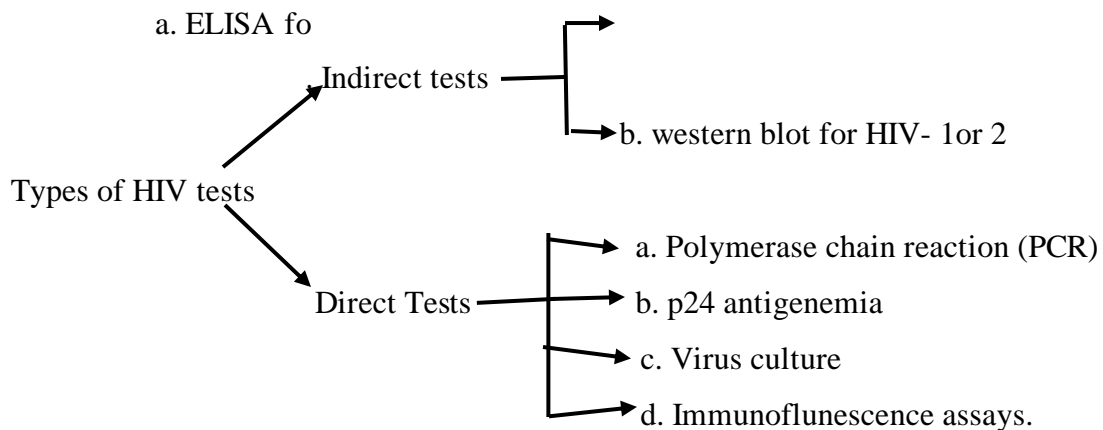 a. ELISA fo
Indirect tests
b. western blot for HIV- 1or 2
Types of HIV tests
a. Polymerase chain reaction (PCR)
Direct Tests
b. p24 antigenemia
c. Virus culture
d. Immunoflunescence assays.